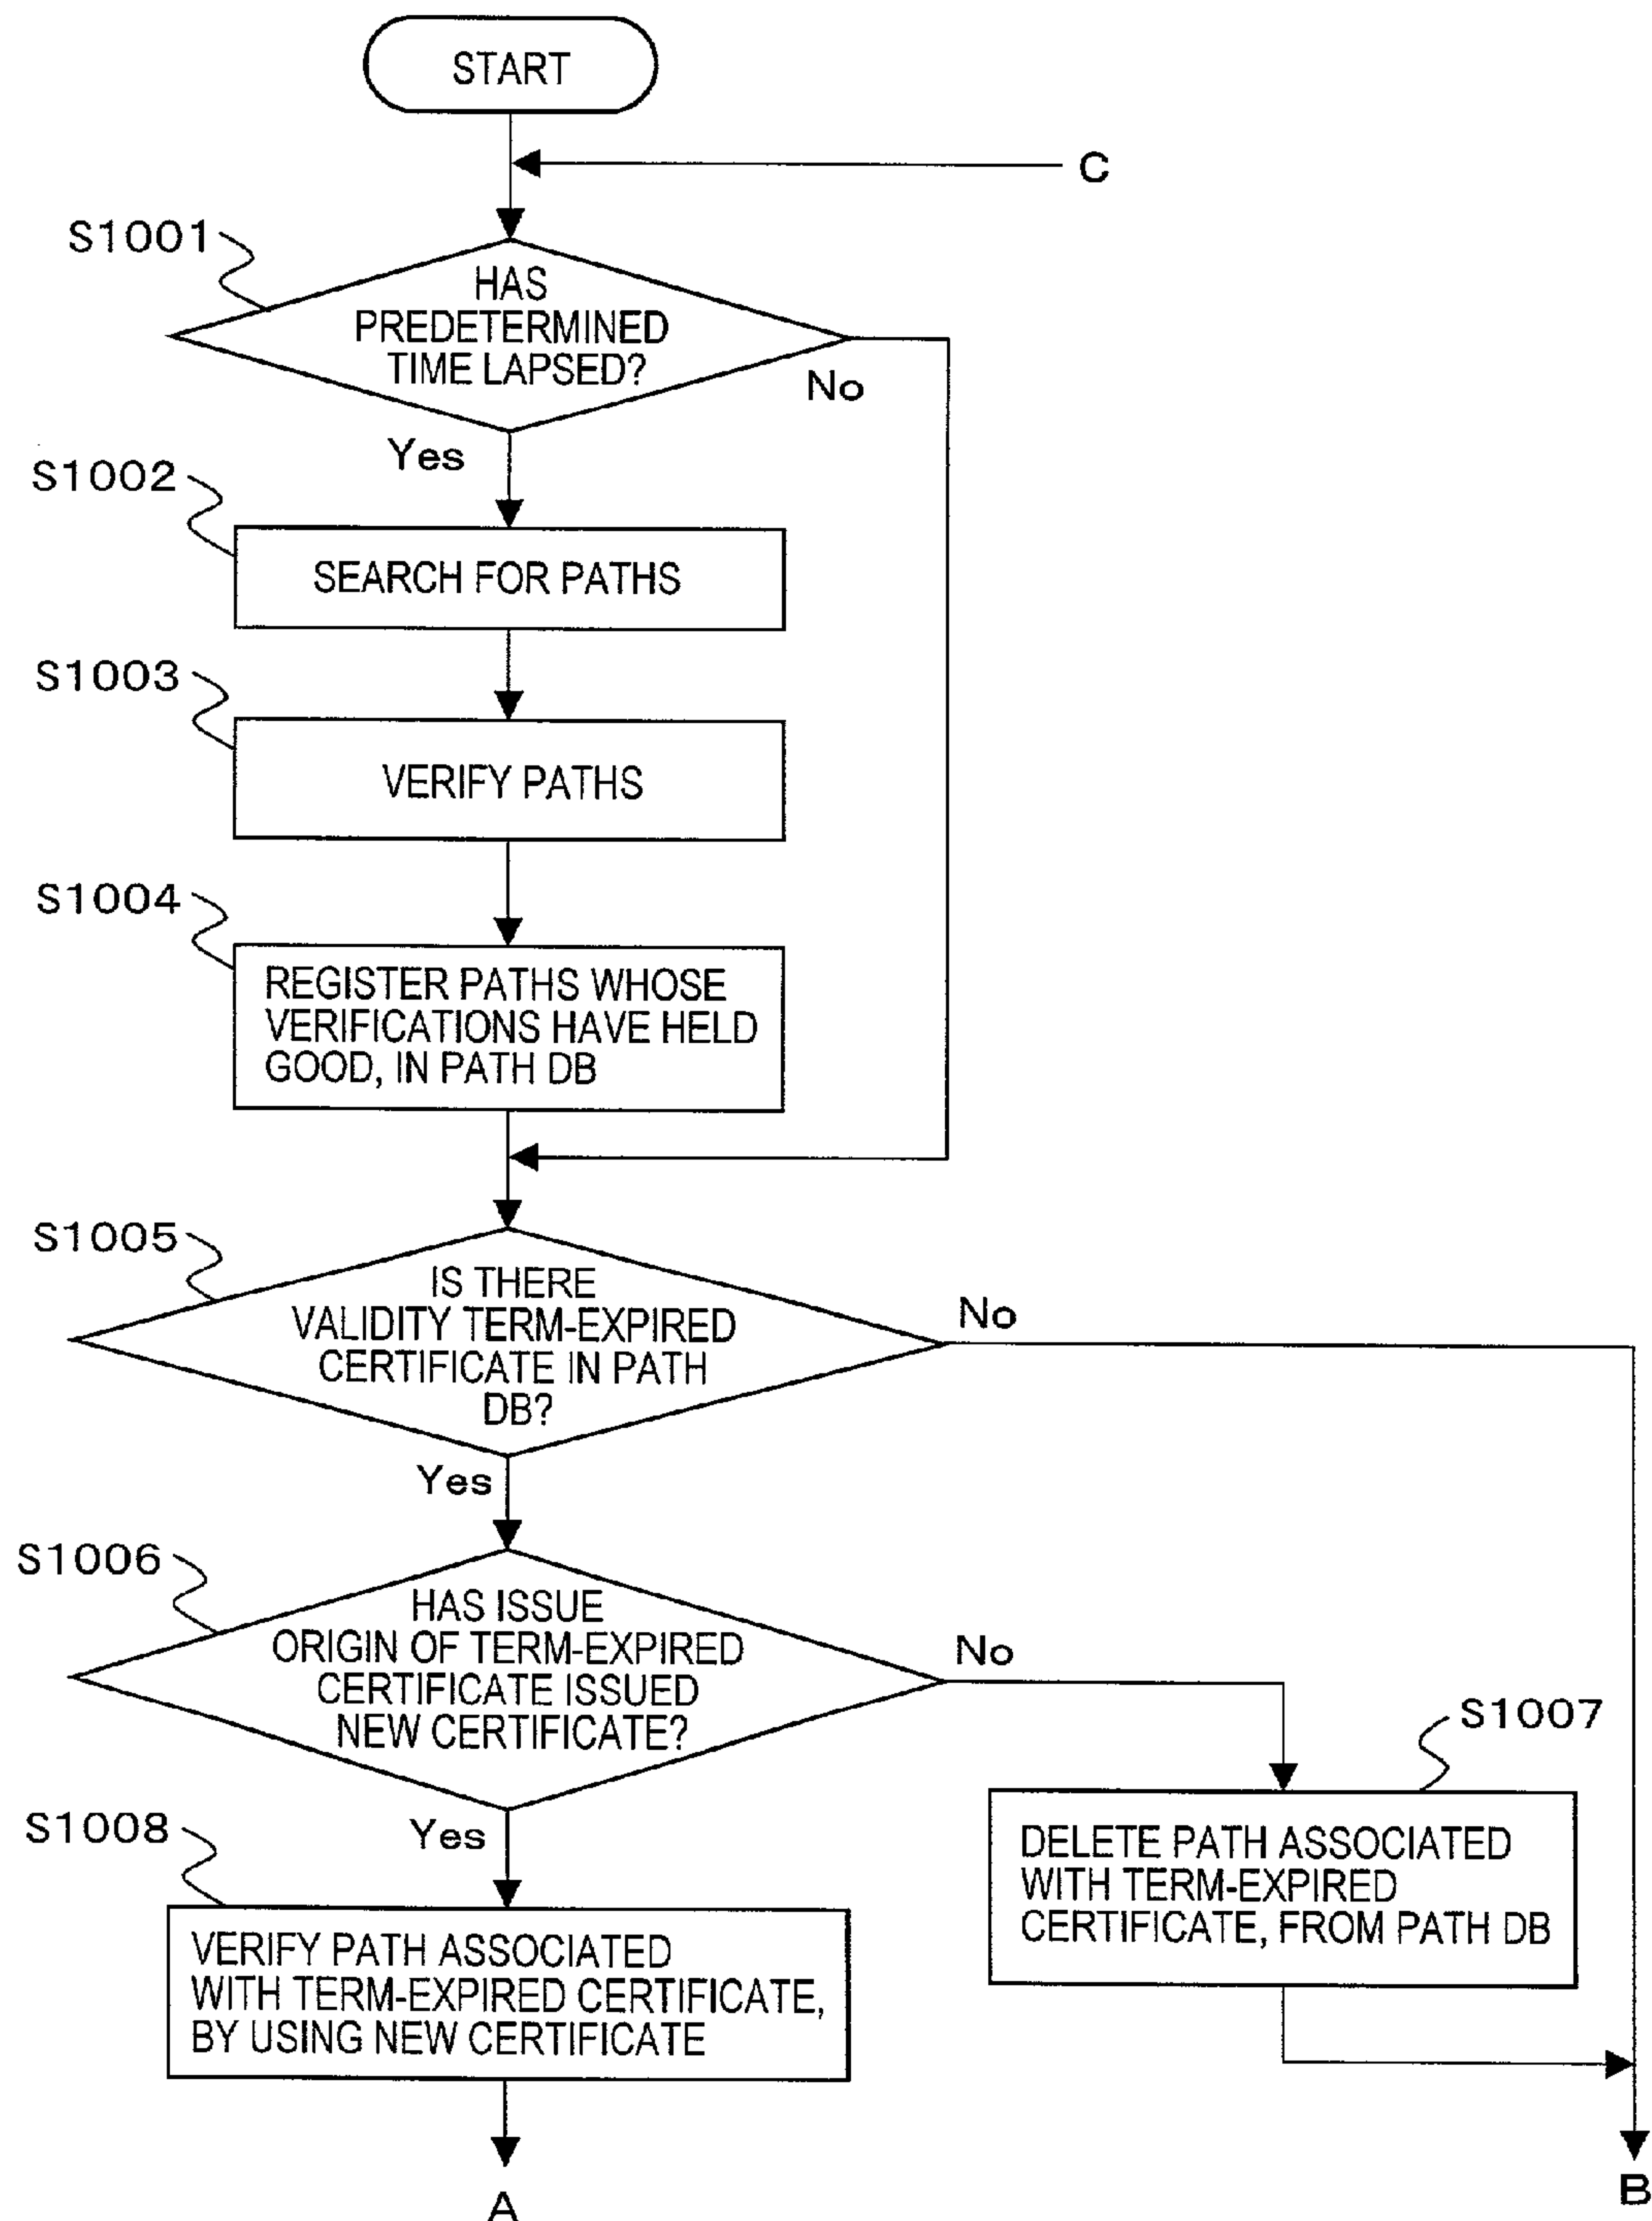 START
C
S1001
HAS
PREDETERMINED
TIME LAPSED?
No
Yes
S1002
SEARCH FOR PATHS
S1003
VERIFY PATHS
S1004
REGISTER PATHS WHOSE
VERIFICATIONS HAVE HELD
GOOD, IN PATH DB
S1005
IS THERE
VALIDITY TERM-EXPIRED
CERTIFICATE IN PATH
DB?
No
Yes
S1006
HAS ISSUE
ORIGIN OF TERM-EXPIRED
CERTIFICATE ISSUED
NEW CERTIFICATE?
No
S1007
DELETE PATH ASSOCIATED
WITH TERM-EXPIRED
CERTIFICATE, FROM PATH DB
Yes
S1008
VERIFY PATH ASSOCIATED
WITH TERM-EXPIRED CERTIFICATE,
BY USING NEW CERTIFICATE
A
B